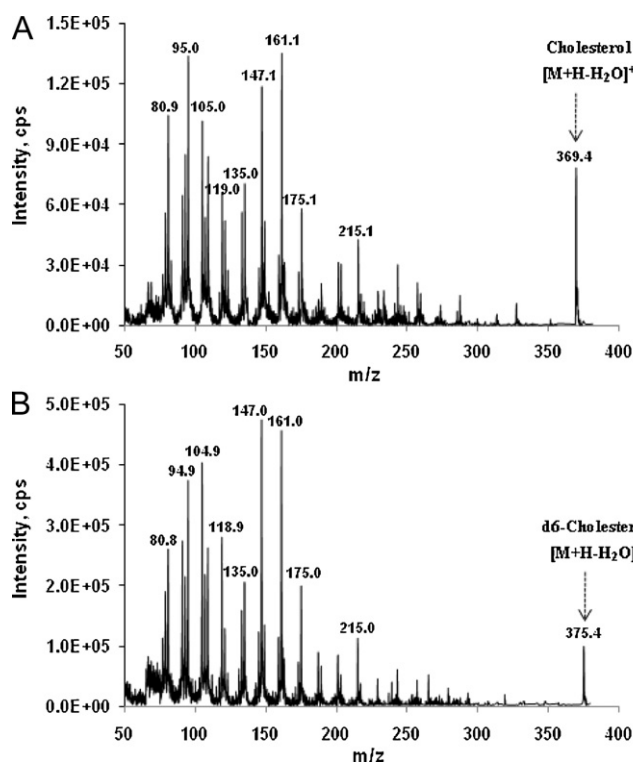 A
Intensity, cps
1.5E+05
1.2E+05
9.0E+04
6.0E+04
3.0E+04
0.0E+00
80.9
95.0
105.0
119.0
135.0
147.1
161.1
175.1
215.1
Cholesterol
[M+H-H₂O]⁺
369.4
50 100 150 200 250 300 350 400
m/z
B
Intensity, cps
5.0E+05
4.0E+05
3.0E+05
2.0E+05
1.0E+05
0.0E+00
80.8
94.9
104.9
118.9
135.0
147.0
161.0
175.0
215.0
d6-Cholester
[M+H-H₂O]
375.4
50 100 150 200 250 300 350 400
m/z